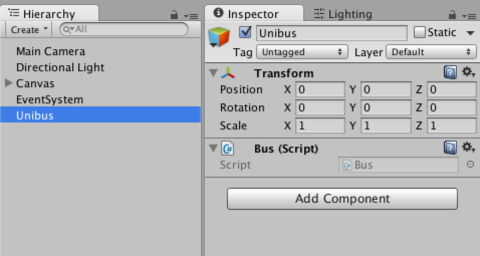 Hierarchy
Create
All
Main Camera
Directional Light
Canvas
EventSystem
Unibus
Inspector
Lighting
Unibus
Static
Tag Untagged Layer Default
Transform
Position X 0 Y 0 Z 0
Rotation X 0 Y 0 Z 0
Scale X 1 Y 1 Z 1
Bus (Script)
Script Bus
Add Component